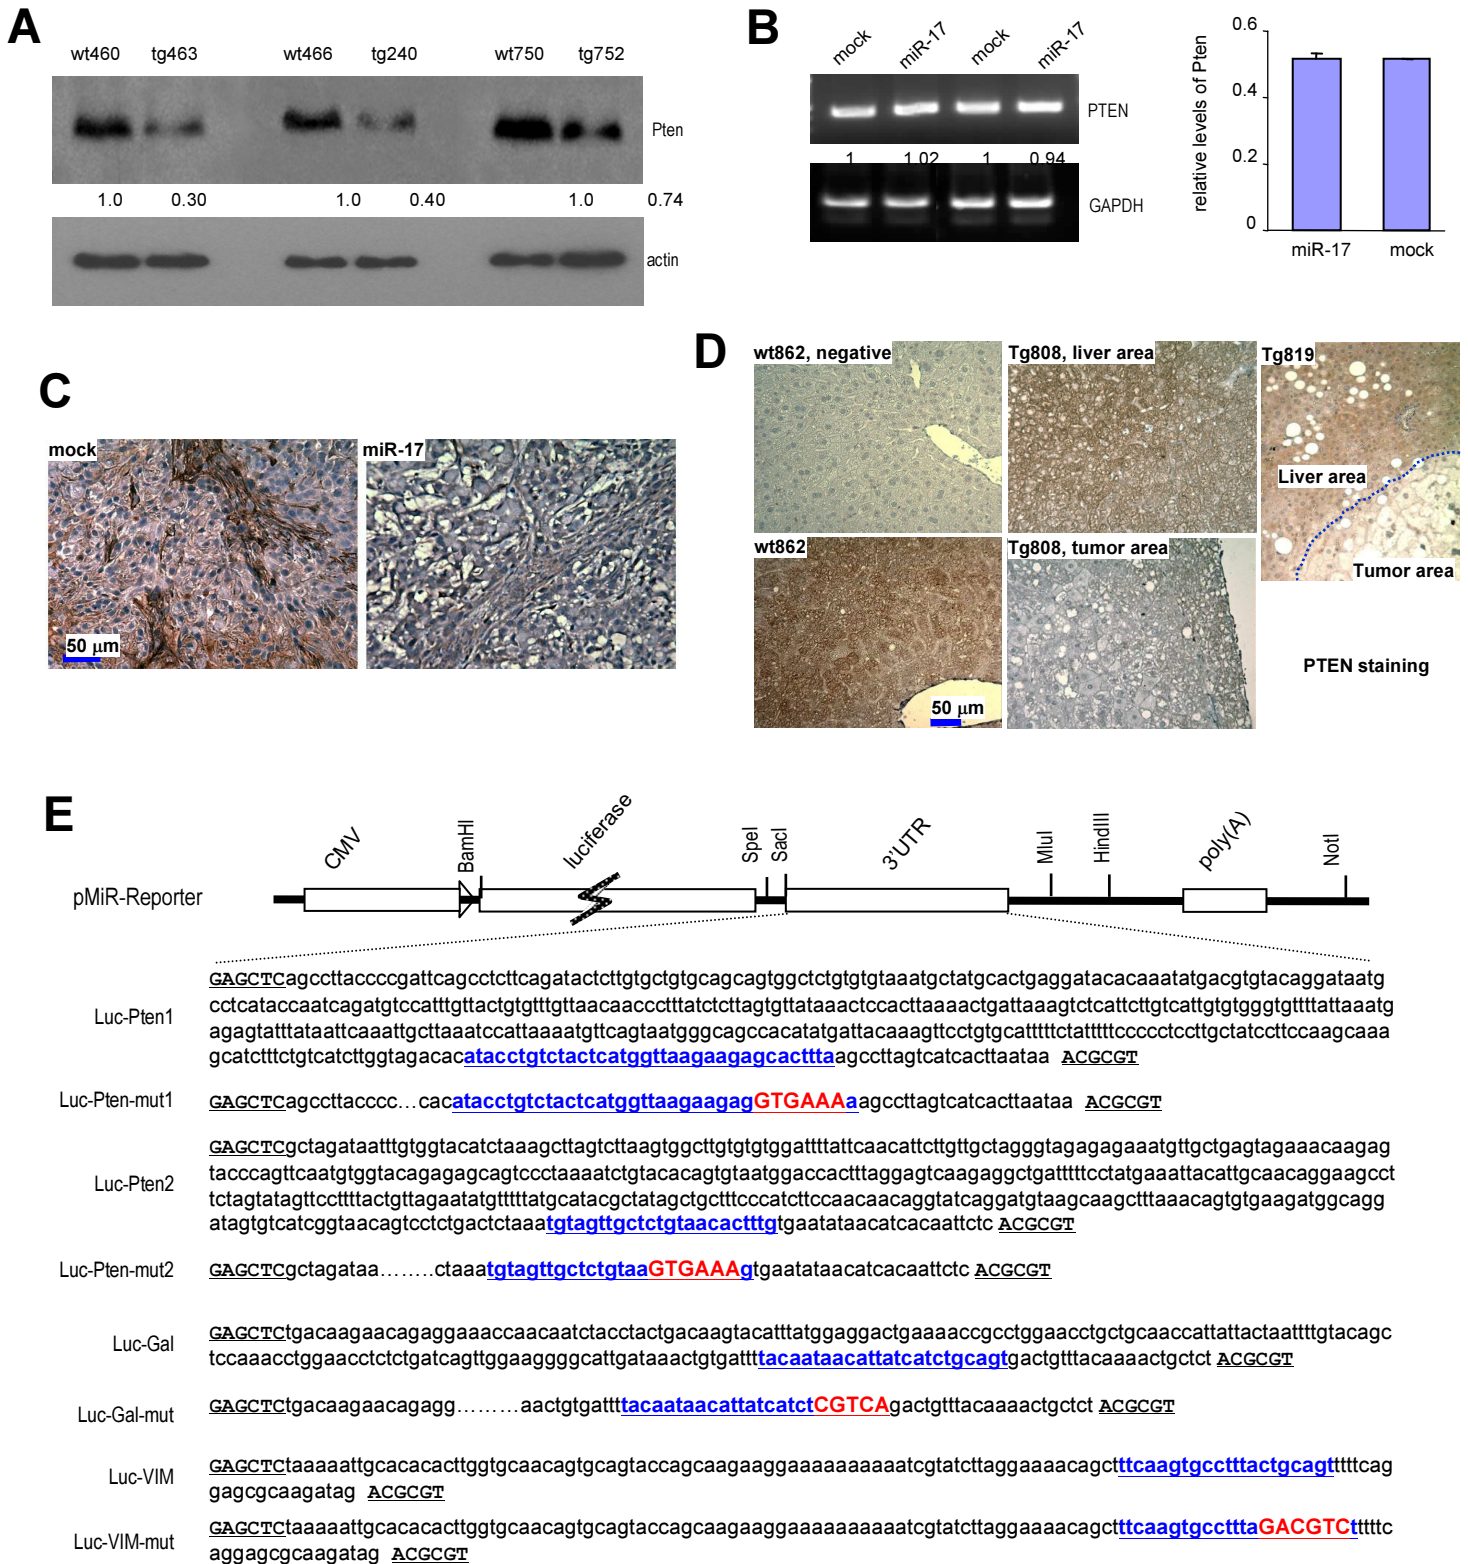 A
wt460 tg463 wt466 tg240 wt750 tg752
Pten
1.0 0.30 1.0 0.40 1.0 0.74
actin
B
mock miR-17 mock miR-17
PTEN
1 1.02 1 0.94
GAPDH
relative levels of Pten
0.6
0.4
0.2
0
miR-17 mock
C
mock miR-17
50 μm
D
wt862, negative Tg808, liver area Tg819
Liver area
Tumor area
wt862 Tg808, tumor area
50 μm
PTEN staining
E
CMV BamHI luciferase SpeI SacI 3'UTR MluI HindIII poly(A) NotI
pMiR-Reporter
Luc-Pten1
GAGCTCagccttaccccgattcagcctcttcagatactcttgtgctgtgcagcagtggctctgtgtgtaaatgctatgcactgaggatacacaaatatgacgtgtacaggataatg
cctcataccaatcagatgtccatttgttactgtgtttgttaacaaccctttatctcttagtgttataaactccacttaaaactgattaaagtctcattcttgtcattgtgtgggtgttttattaaatg
agagtatttataattcaaattgcttaaatccattaaaatgttcagtaatgggcagccacatatgattacaaagttcctgtgcatttttctatttttccccctccttgctatccttccaagcaaa
gcatctttctgtcatcttggtagacacatacctgtctactcatggttaagaagagcactttaagccttagtcatcacttaataa ACGCGT
Luc-Pten-mut1
GAGCTCagccttacccc...cacatacctgtctactcatggttaagaagagGTGAAAaagccttagtcatcacttaataa ACGCGT
Luc-Pten2
GAGCTCgctagataatttgtggtacatctaaagcttagtcttaagtggcttgtgtgtggattttattcaacattcttgttgctagggtagagagaaatgttgctgagtagaaacaagag
tacccagttcaatgtggtacagagagcagtccctaaaatctgtacacagtgtaatggaccactttaggagtcaagaggctgatttttcctatgaaattacattgcaacaggaagcct
tctagtatagttccttttactgttagaatatgtttttatgcatacgctatagctgctttcccatcttccaacaacaggtatcaggatgtaagcaagctttaaacagtgtgaagatggcagg
atagtgtcatcggtaacagtcctctgactctaaatgtagttgctctgtaacactttgtgaatataacatcacaattctc ACGCGT
Luc-Pten-mut2
GAGCTCgctagataa........ctaaatgtagttgctctgtaaGTGAAAgtgaatataacatcacaattctc ACGCGT
Luc-Gal
GAGCTCtgacaagaacagaggaaaccaacaatctacctactgacaagtacatttatggaggactgaaaaccgcctggaacctgctgcaaccattattactaattttgtacagc
tccaaacctggaacctctctgatcagttggaaggggcattgataaactgtgattttacaataacattatcatctgcagtgactgtttacaaaactgctct ACGCGT
Luc-Gal-mut
GAGCTCtgacaagaacagagg.........aactgtgattttacaataacattatcatctCGTCAgactgtttacaaaactgctct ACGCGT
Luc-VIM
GAGCTCtaaaaattgcacacacttggtgcaacagtgcagtaccagcaagaaggaaaaaaaaaatcgtatcttaggaaaacagctttcaagtgcctttactgcagtttttcag
gagcgcaagatag ACGCGT
Luc-VIM-mut
GAGCTCtaaaaattgcacacacttggtgcaacagtgcagtaccagcaagaaggaaaaaaaaaatcgtatcttaggaaaacagctttcaagtgcctttaGACGTCtttttc
aggagcgcaagatag ACGCGT